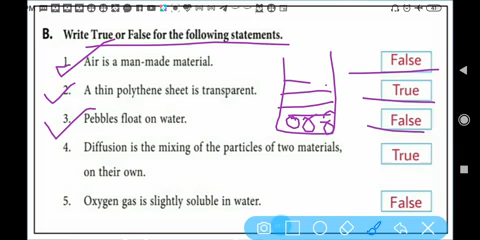 PM
41
B. Write True or False for the following statements.
1. Air is a man-made material. False
2. A thin polythene sheet is transparent. True
3. Pebbles float on water. False
4. Diffusion is the mixing of the particles of two materials, True
on their own.
5. Oxygen gas is slightly soluble in water. False